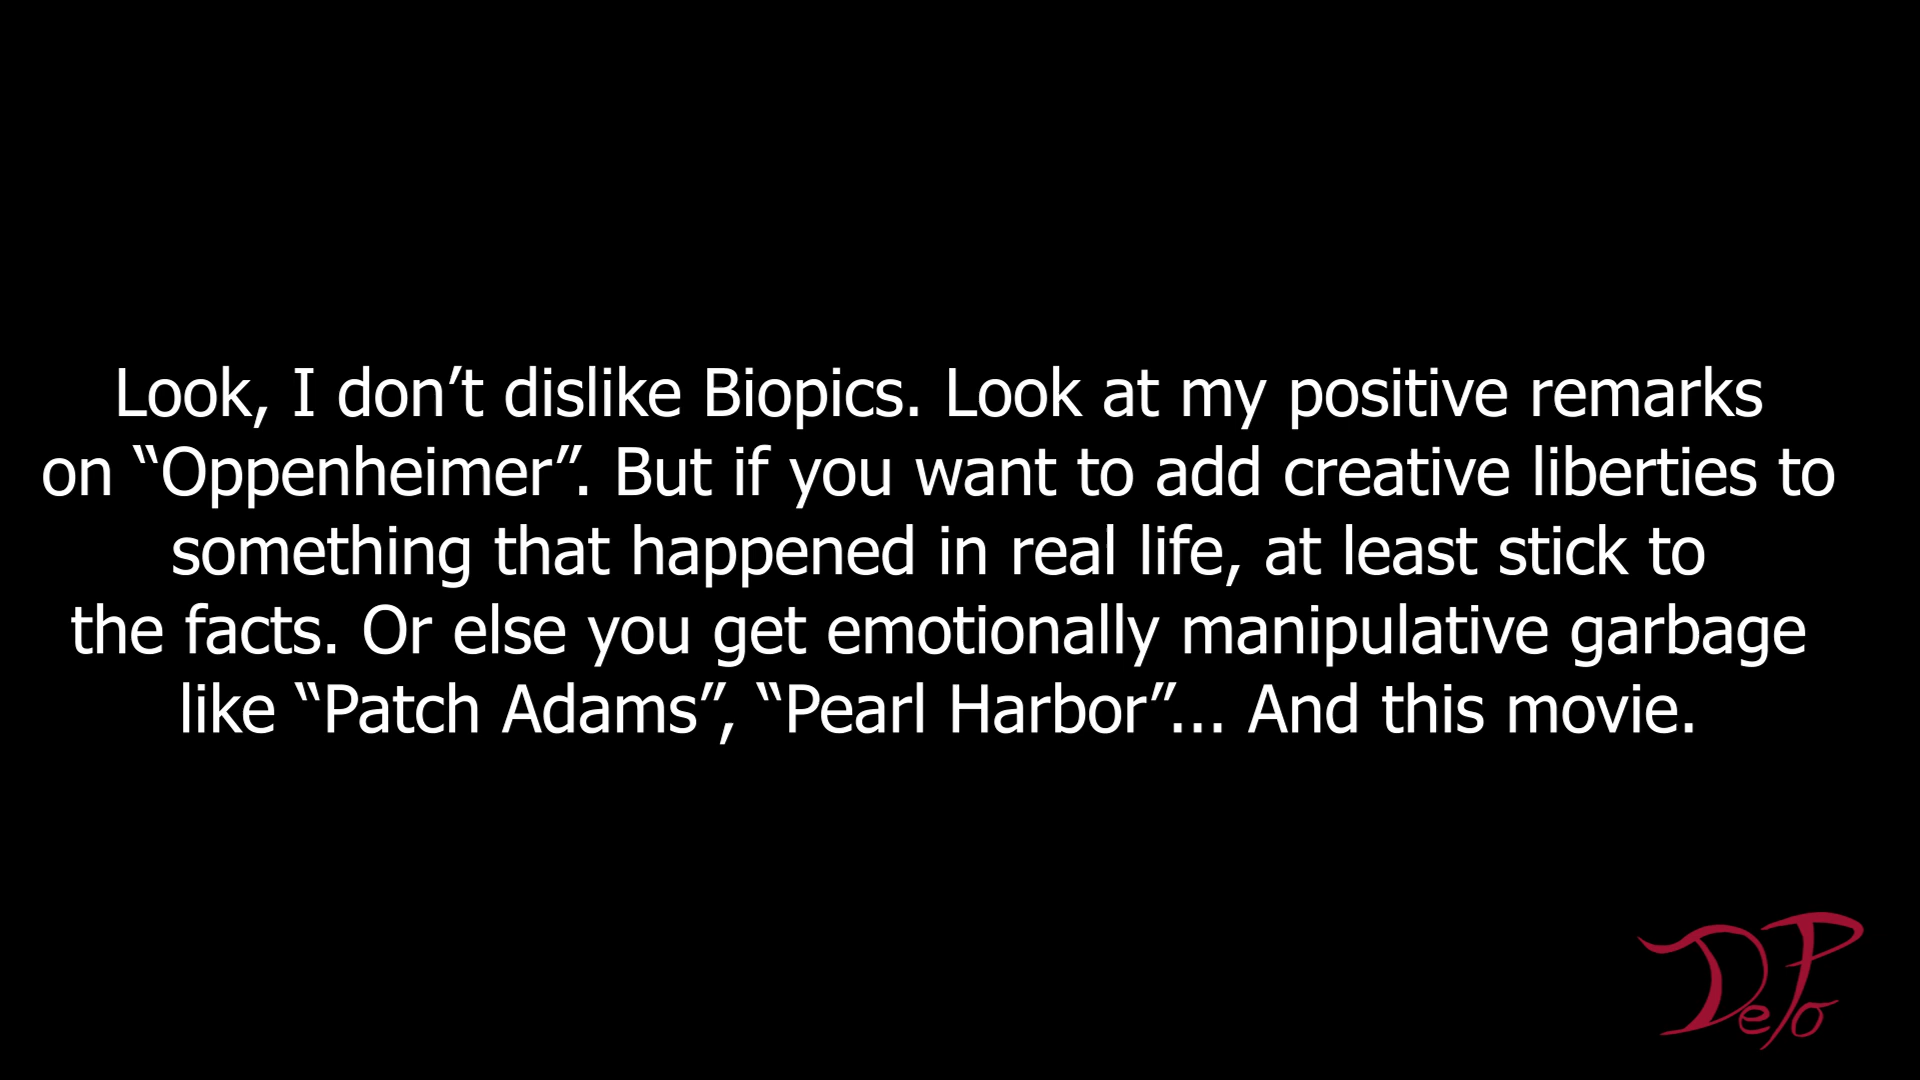 Look, I don’t dislike Biopics. Look at my positive remarks
on “Oppenheimer”. But if you want to add creative liberties to
something that happened in real life, at least stick to
the facts. Or else you get emotionally manipulative garbage
like “Patch Adams”, “Pearl Harbor”... And this movie.
DePo